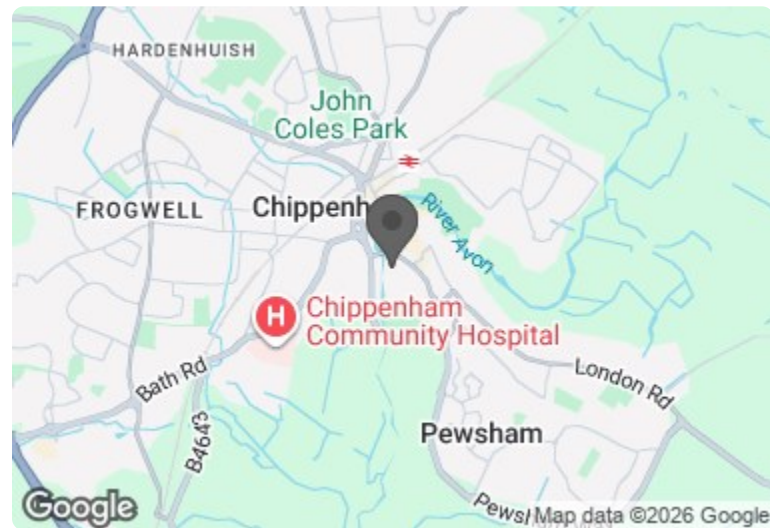 HARDENHUISH
John
Coles Park
FROGWELL
Chippenh
River Avon
H
Chippenham
Community Hospital
Bath Rd
London Rd
B4643
Pewsham
Google
Pewsh
Map data ©2026 Google